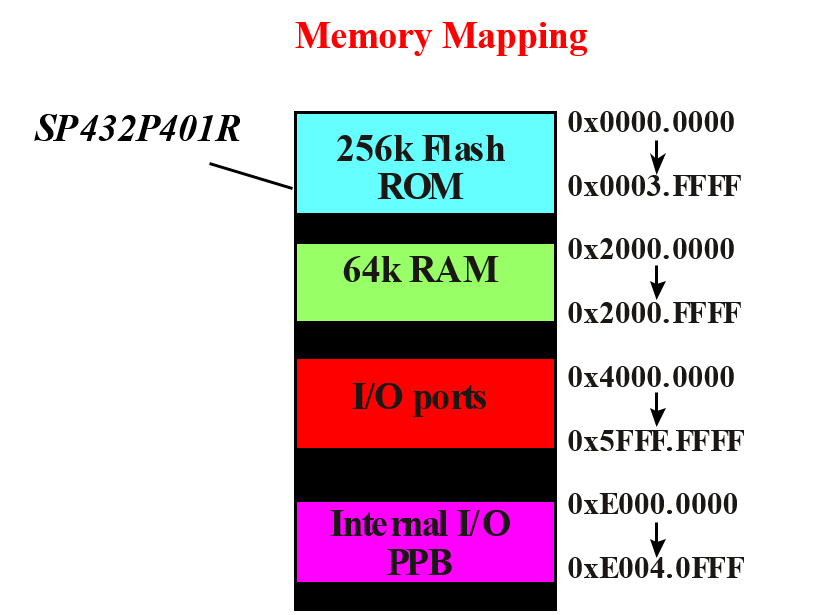 Memory Mapping
SP432P401R
256k Flash
ROM
0x0000.0000
0x0003.FFFF
64k RAM
0x2000.0000
0x2000.FFFF
I/O ports
0x4000.0000
0x5FFF.FFFF
Internal I/O
PPB
0xE000.0000
0xE004.0FFF